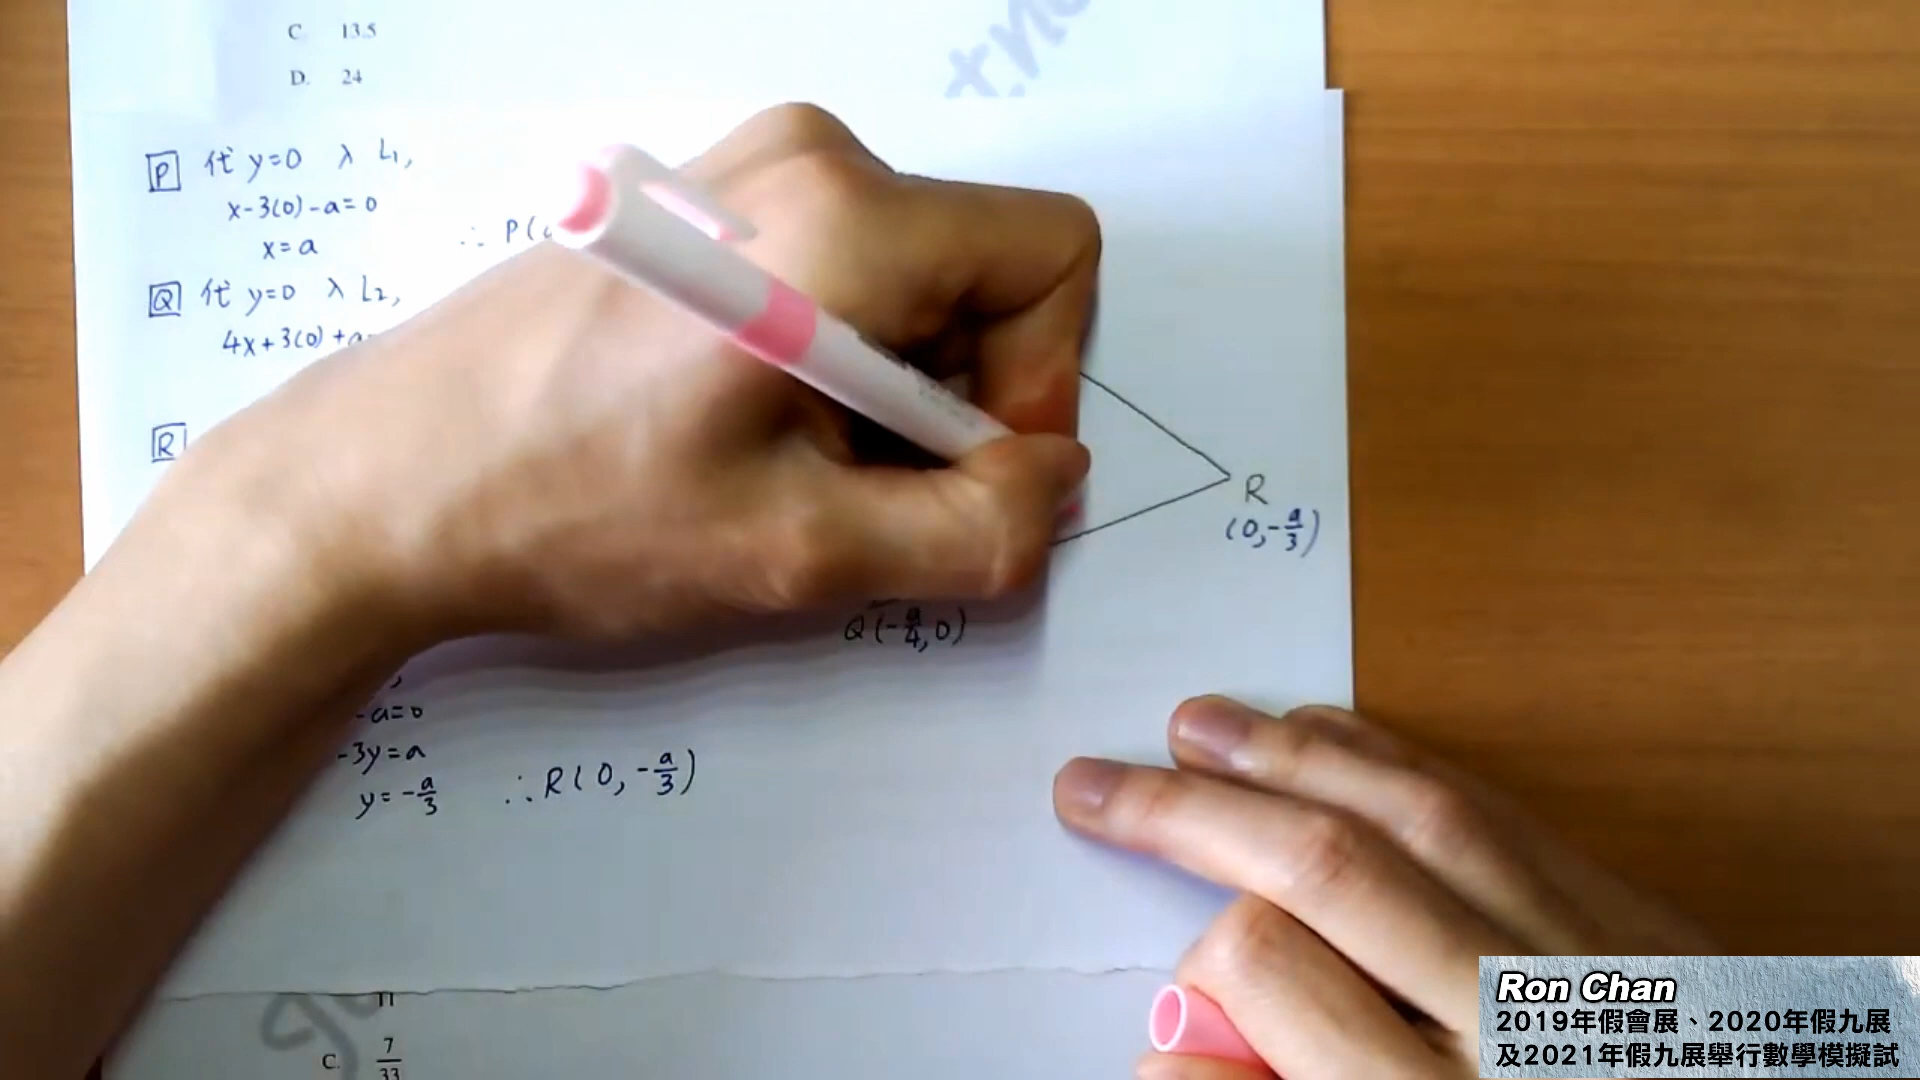 C. 13.5
D. 24
P 代 y=0 入 L₁,
x-3(0)-a=0
x=a
∴ P(
Q 代 y=0 入 L₂,
4x+3(0)+a
R
R
(0,-a/3)
Q(-a/4,0)
-a=0
-3y=a
y=-a/3
∴ R(0,-a/3)
11
C. 7/33
Ron Chan
2019年假會展、2020年假九展
及2021年假九展舉行數學模擬試